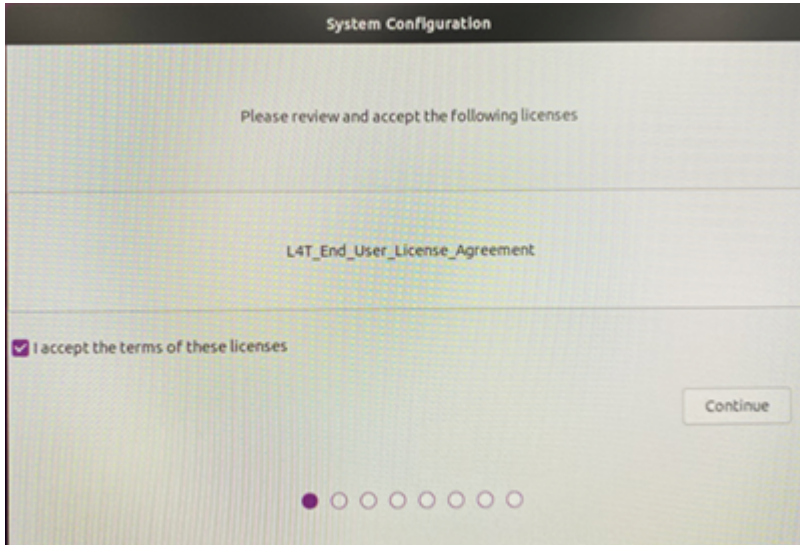 System Configuration
Please review and accept the following licenses
L4T_End_User_License_Agreement
I accept the terms of these licenses
Continue